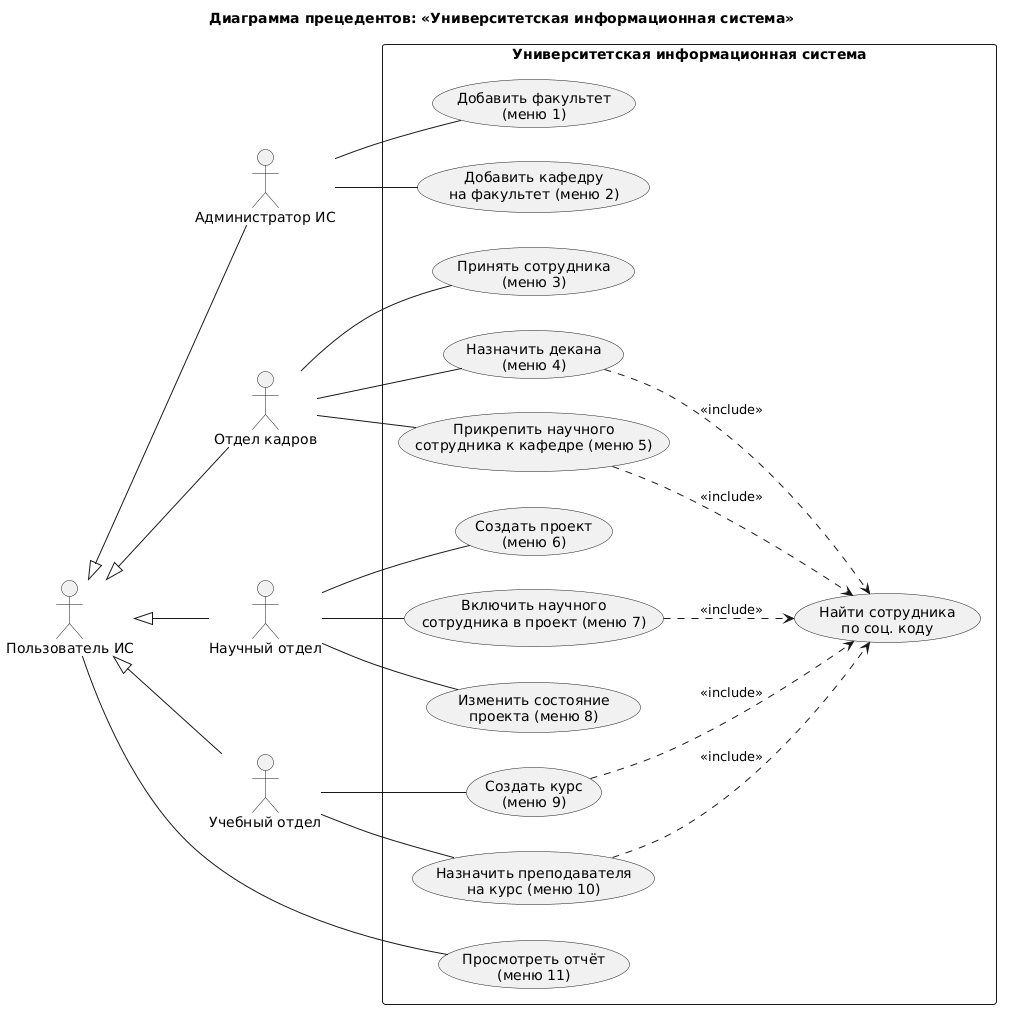 Диаграмма прецедентов: «Университетская информационная система»
Университетская информационная система
Добавить факультет
(меню 1)
Добавить кафедру
на факультет (меню 2)
Администратор ИС
Принять сотрудника
(меню 3)
Назначить декана
(меню 4)
Отдел кадров
Прикрепить научного
сотрудника к кафедре (меню 5)
«include»
«include»
Создать проект
(меню 6)
Включить научного
сотрудника в проект (меню 7)
«include»
Найти сотрудника
по соц. коду
Пользователь ИС
Научный отдел
Изменить состояние
проекта (меню 8)
«include»
«include»
Создать курс
(меню 9)
Учебный отдел
Назначить преподавателя
на курс (меню 10)
Просмотреть отчёт
(меню 11)